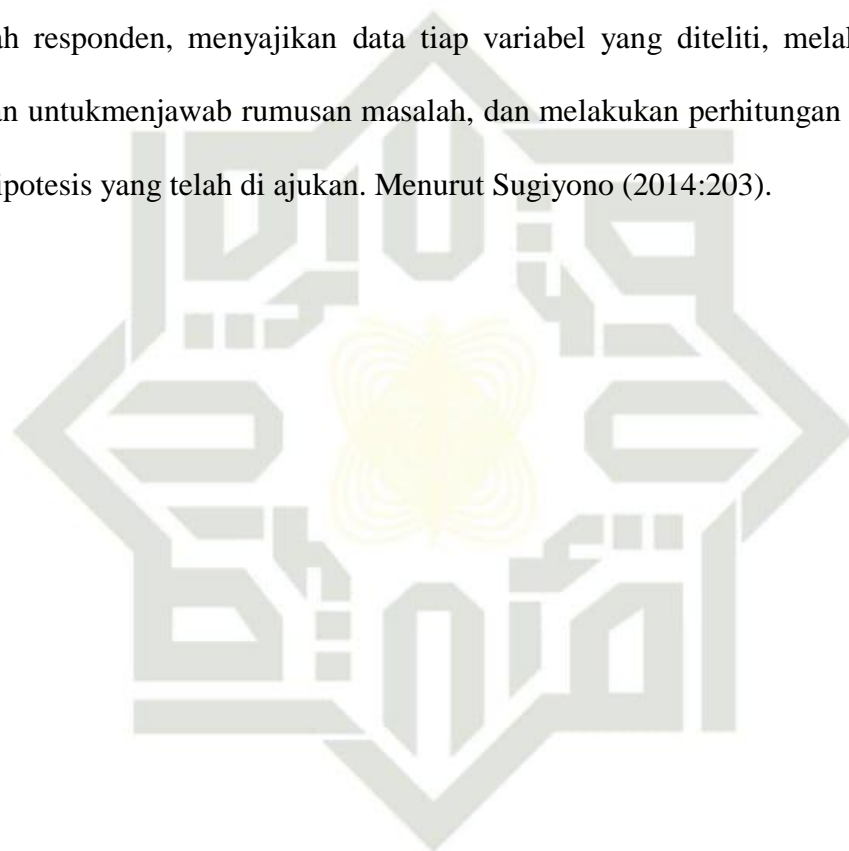 ah responden, menyajikan data tiap variabel yang diteliti, melal
an untukmenjawab rumusan masalah, dan melakukan perhitungan
ipotesis yang telah di ajukan. Menurut Sugiyono (2014:203).